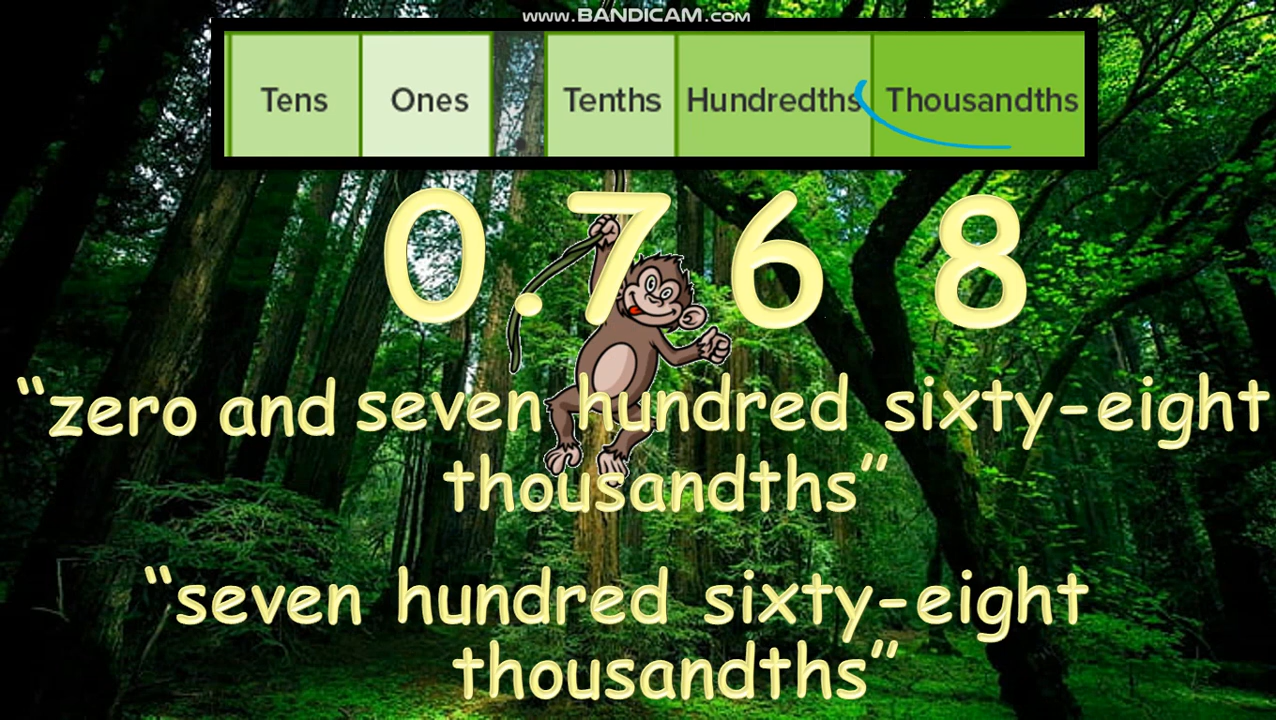 www.BANDICAM.com
Tens Ones . Tenths Hundredths Thousandths
0.768
“zero and seven hundred sixty-eight
thousandths”
“seven hundred sixty-eight
thousandths”